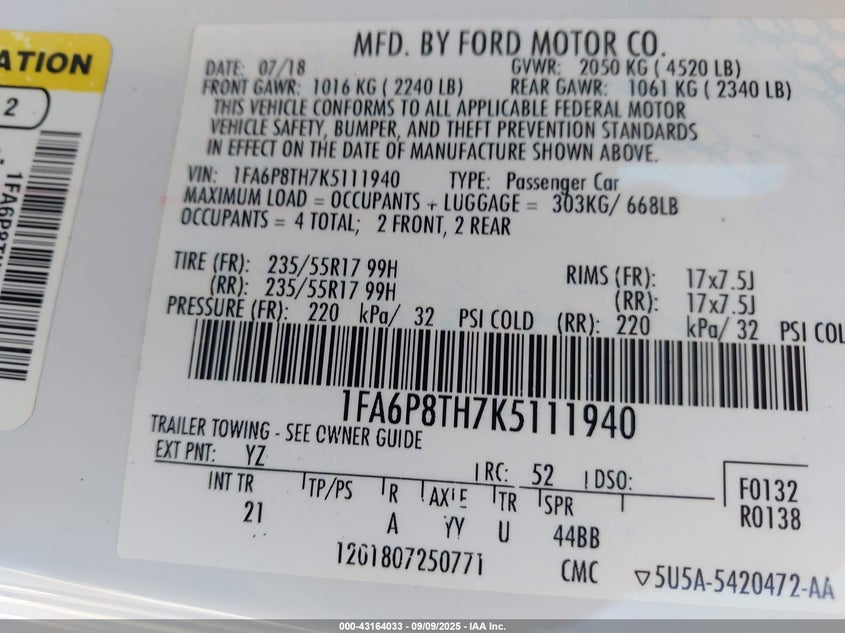 ATION
2
1FA6P8TH
MFD. BY FORD MOTOR CO.
DATE: 07/18 GVWR: 2050 KG ( 4520 LB)
FRONT GAWR: 1016 KG ( 2240 LB) REAR GAWR: 1061 KG ( 2340 LB)
THIS VEHICLE CONFORMS TO ALL APPLICABLE FEDERAL MOTOR
VEHICLE SAFETY, BUMPER, AND THEFT PREVENTION STANDARDS
IN EFFECT ON THE DATE OF MANUFACTURE SHOWN ABOVE.
VIN: 1FA6P8TH7K5111940 TYPE: Passenger Car
MAXIMUM LOAD = OCCUPANTS + LUGGAGE = 303KG/ 668LB
OCCUPANTS = 4 TOTAL; 2 FRONT, 2 REAR
TIRE (FR): 235/55R17 99H RIMS (FR): 17x7.5J
(RR): 235/55R17 99H (RR): 17x7.5J
PRESSURE (FR): 220 kPa/ 32 PSI COLD (RR): 220 kPa/ 32 PSI COL
1FA6P8TH7K5111940
TRAILER TOWING - SEE OWNER GUIDE
EXT PNT: YZ RC: 52 DSO: F0132
INT TR TP/PS R AXLE TR SPR R0138
21 A YY U 44BB
1201807250771 CMC ▽5U5A-5420472-AA
000-43164033 - 09/09/2025 - IAA Inc.